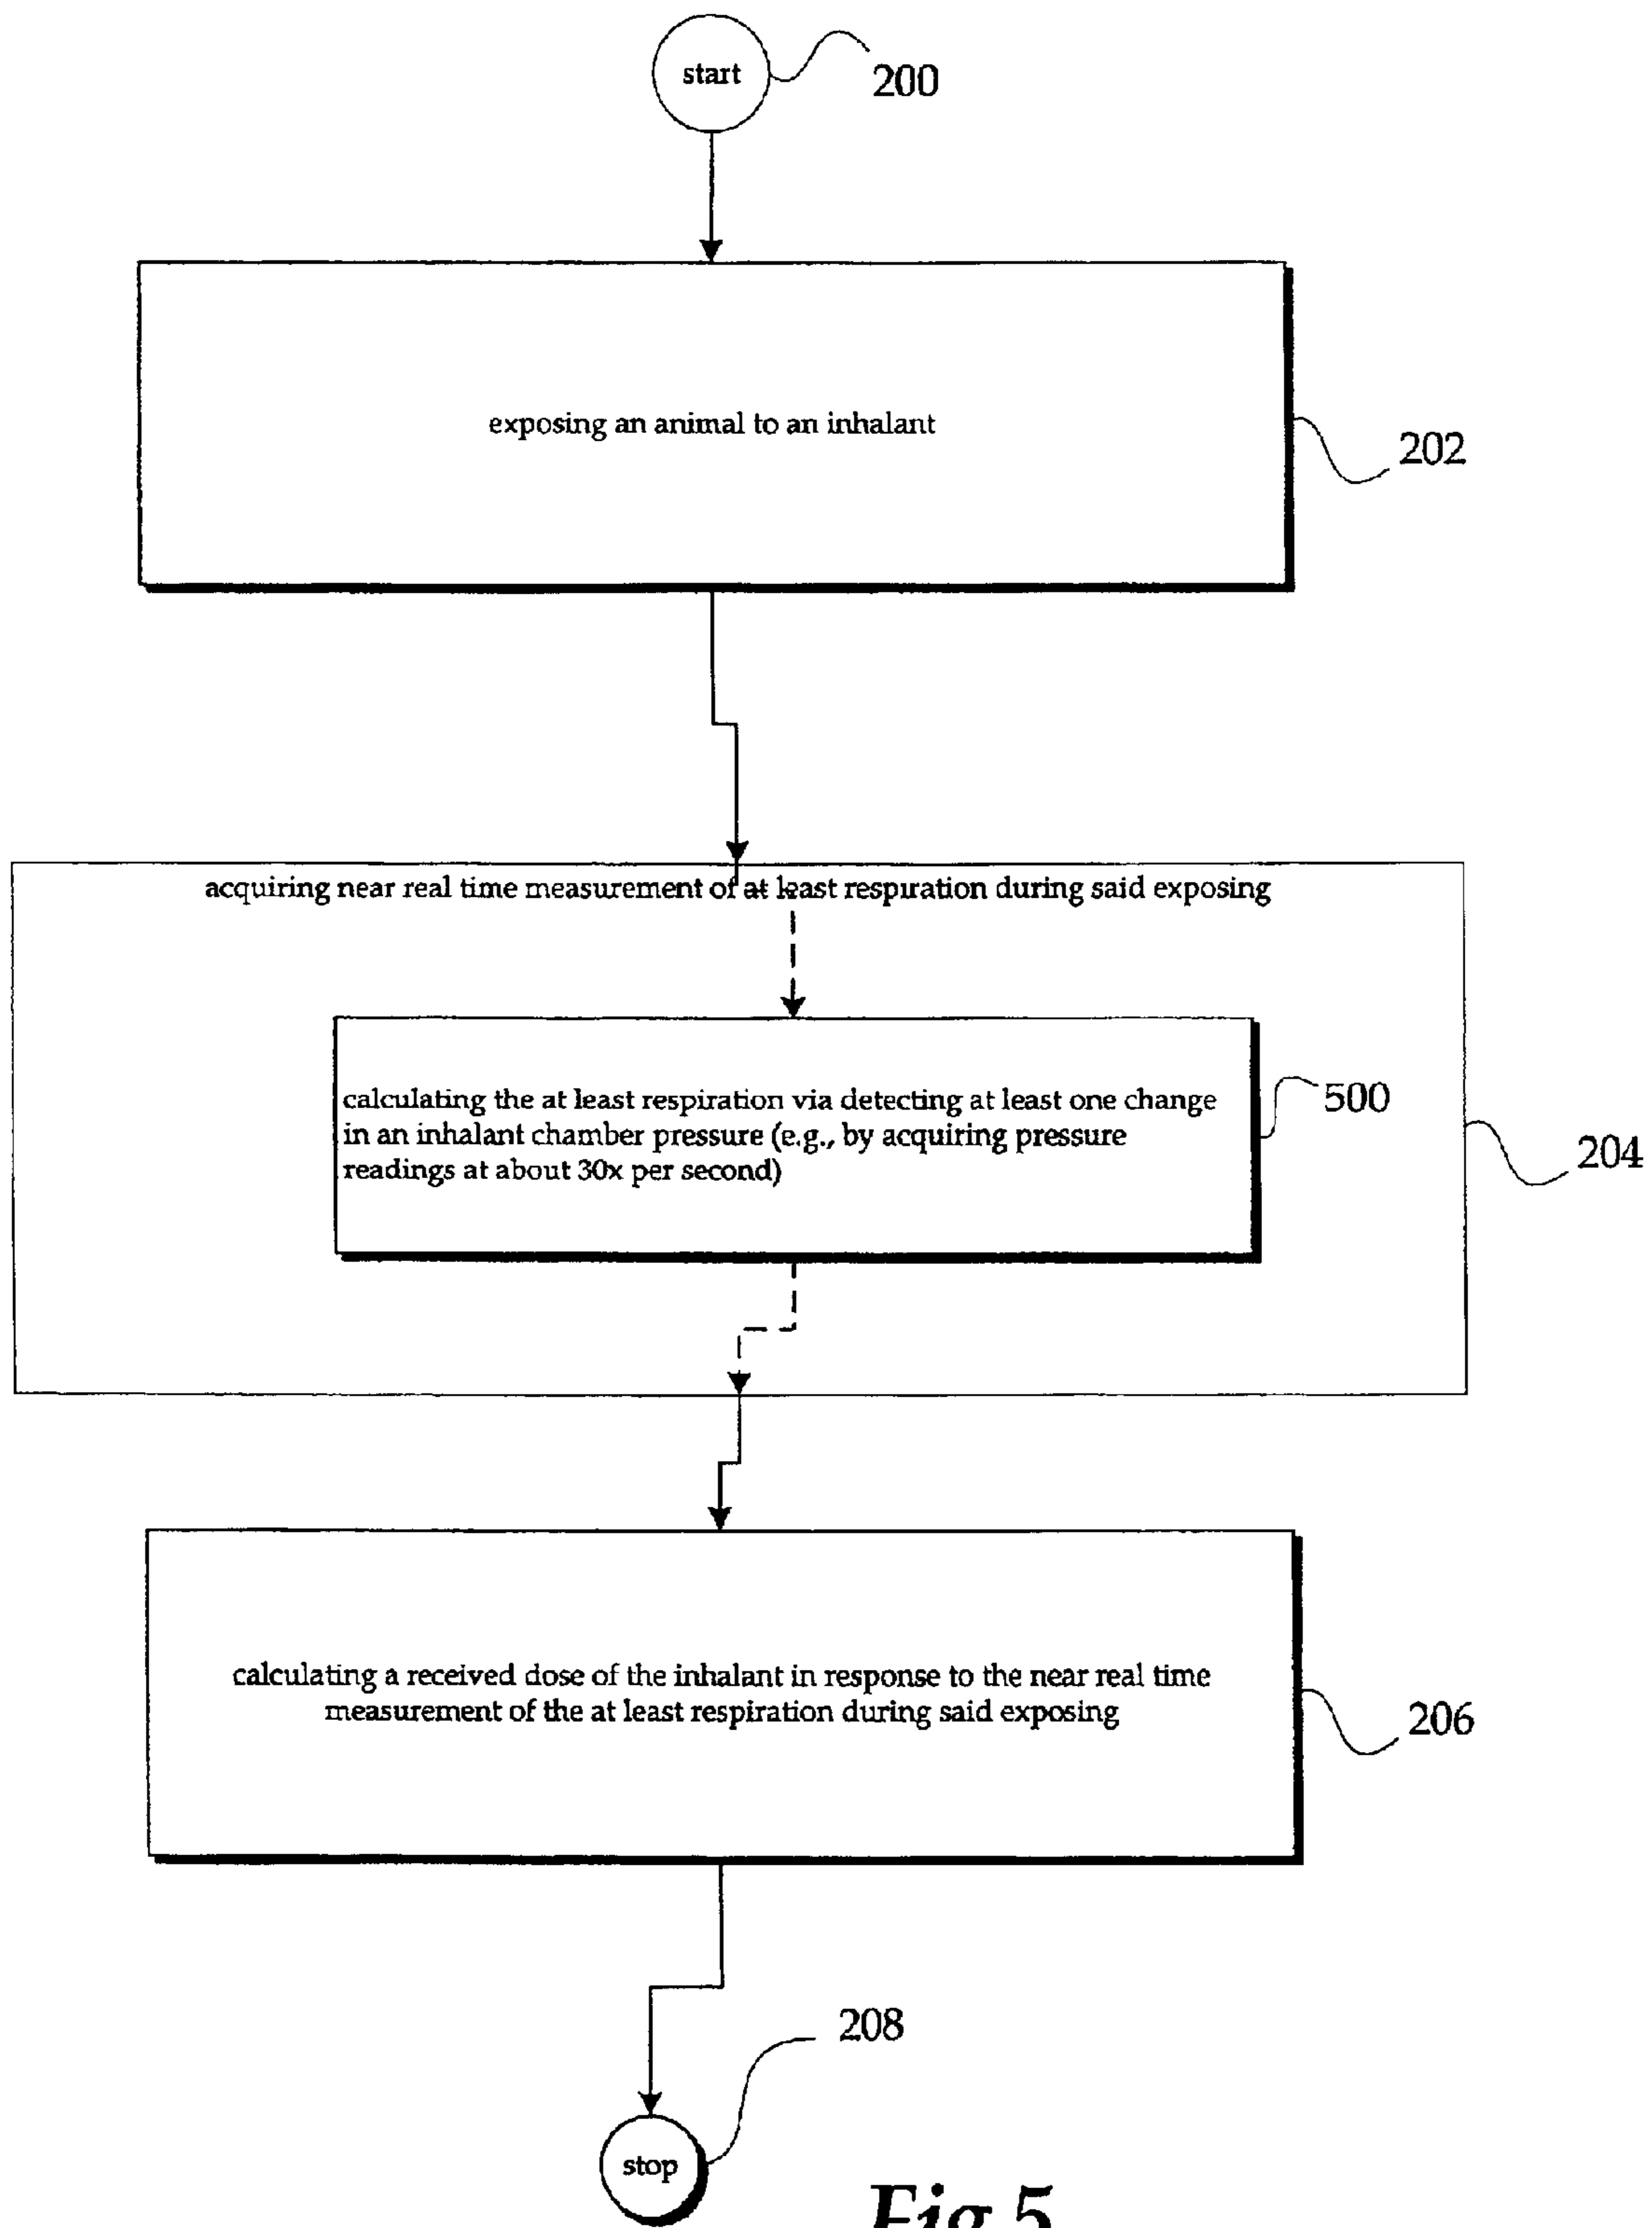 start
200
exposing an animal to an inhalant
202
acquiring near real time measurement of at least respiration during said exposing
calculating the at least respiration via detecting at least one change
in an inhalant chamber pressure (e.g., by acquiring pressure
readings at about 30x per second)
500
204
calculating a received dose of the inhalant in response to the near real time
measurement of the at least respiration during said exposing
206
208
stop
Fig 5